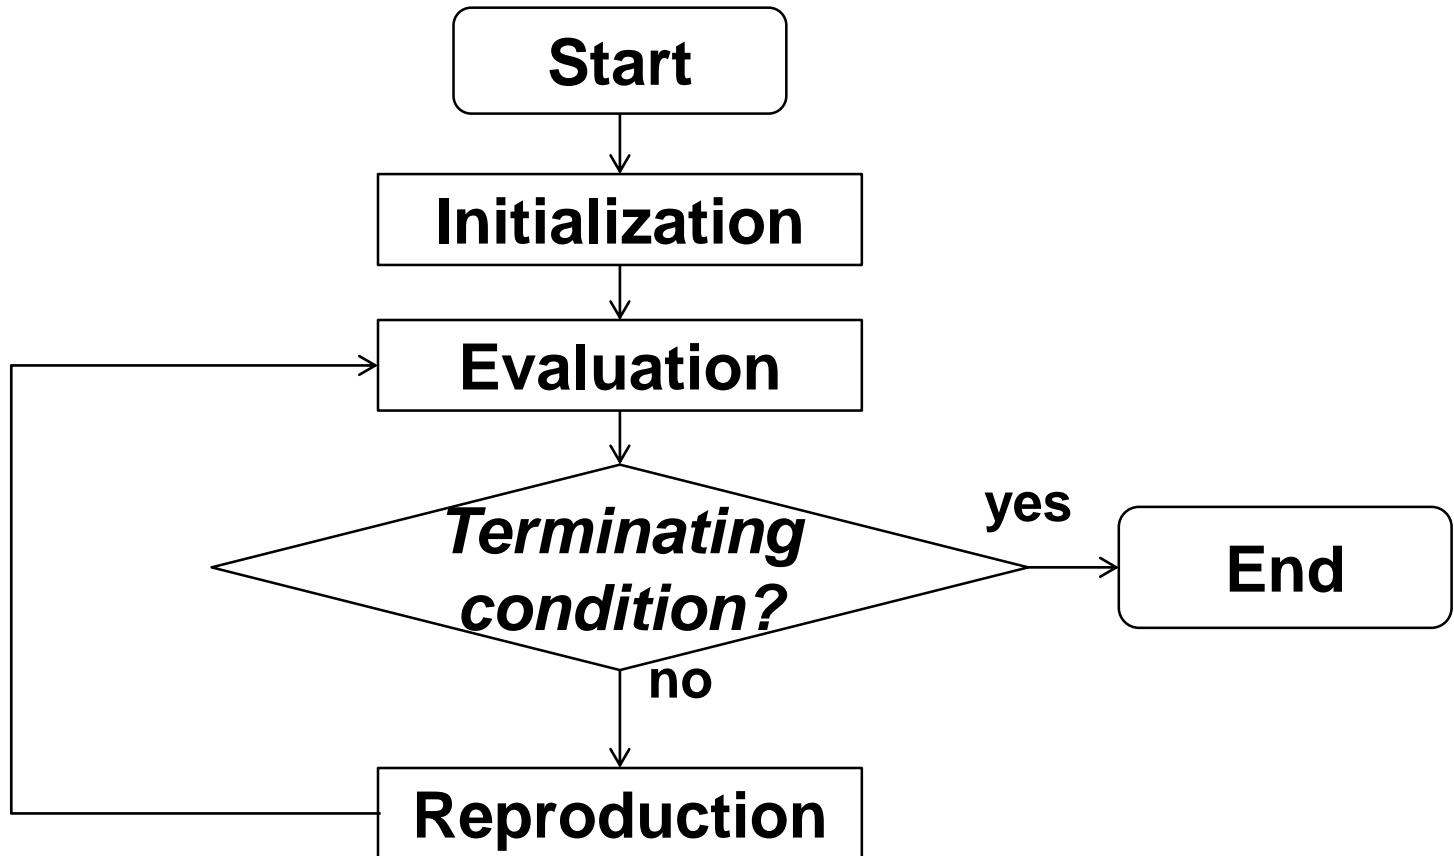 Start
Initialization
Evaluation
Terminating
condition?
yes
End
no
Reproduction